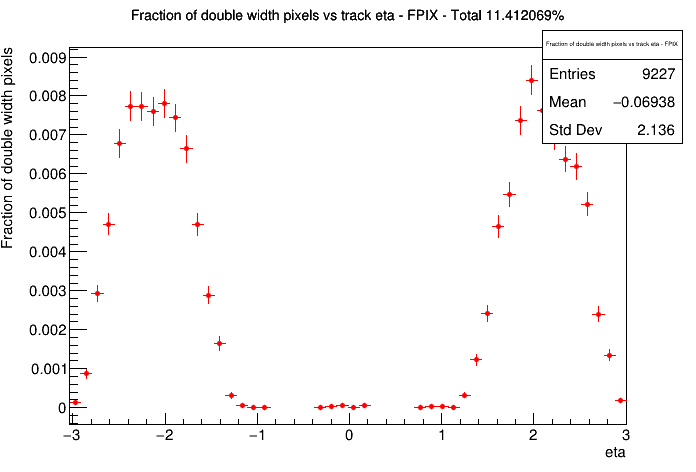 Fraction of double width pixels vs track eta - FPIX - Total 11.412069%
Fraction of double width pixels vs track eta - FPIX
Entries 9227
Mean −0.06938
Std Dev 2.136
Fraction of double width pixels
0.009
0.008
0.007
0.006
0.005
0.004
0.003
0.002
0.001
0
−3 −2 −1 0 1 2 3
eta